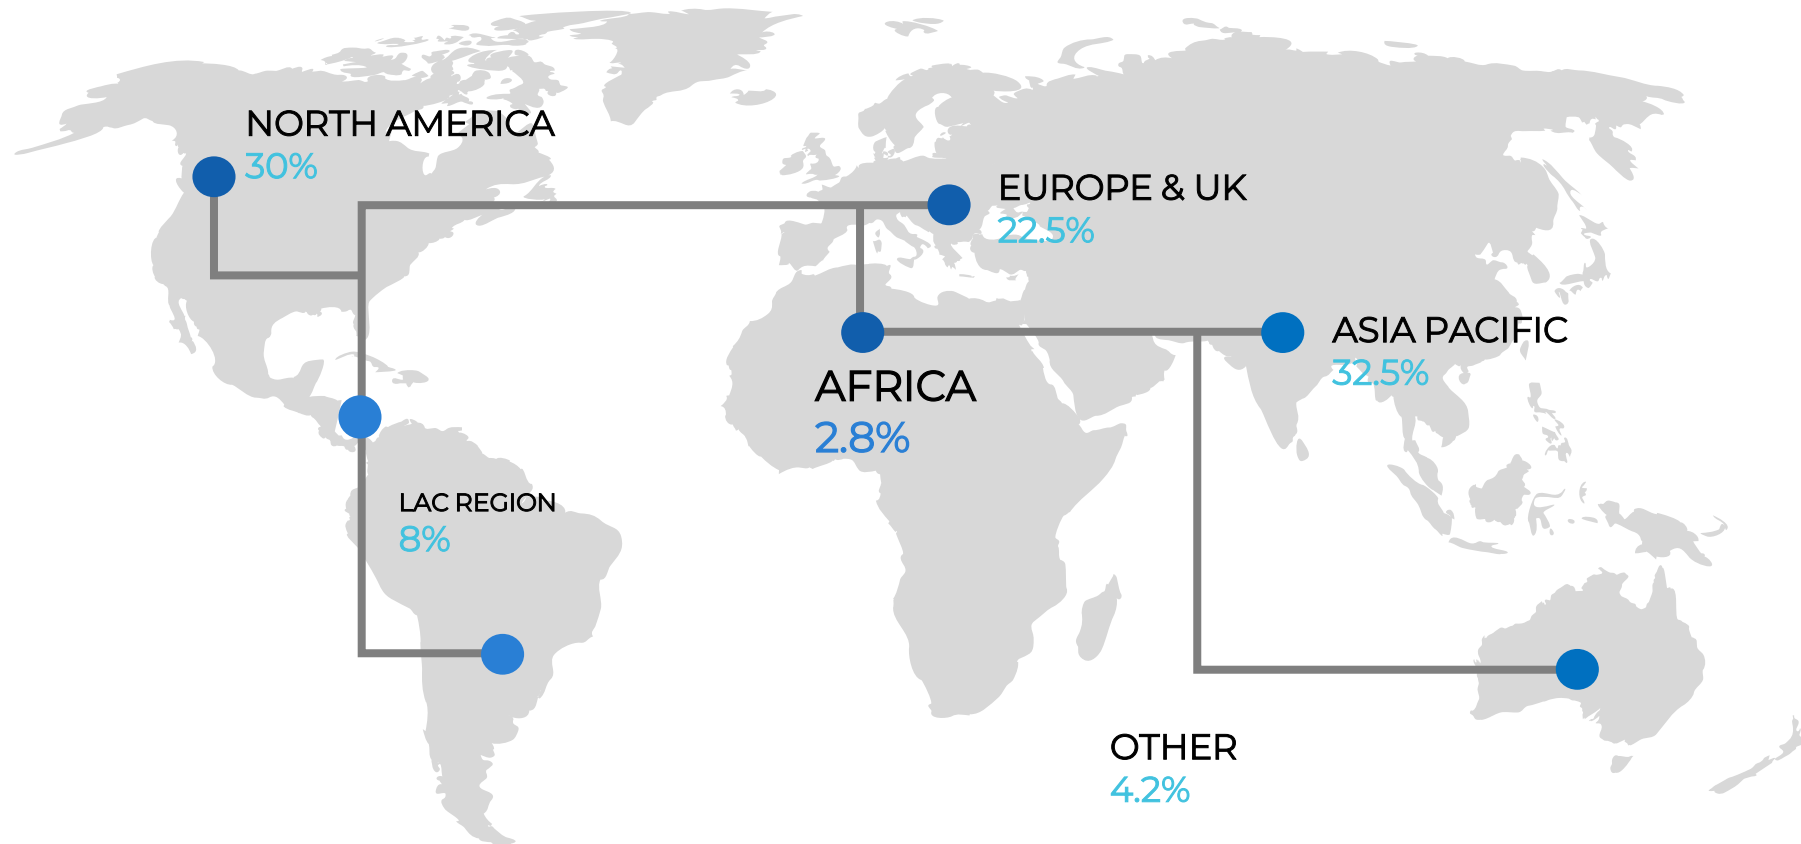 NORTH AMERICA
30%
EUROPE & UK
22.5%
ASIA PACIFIC
32.5%
AFRICA
2.8%
LAC REGION
8%
OTHER
4.2%